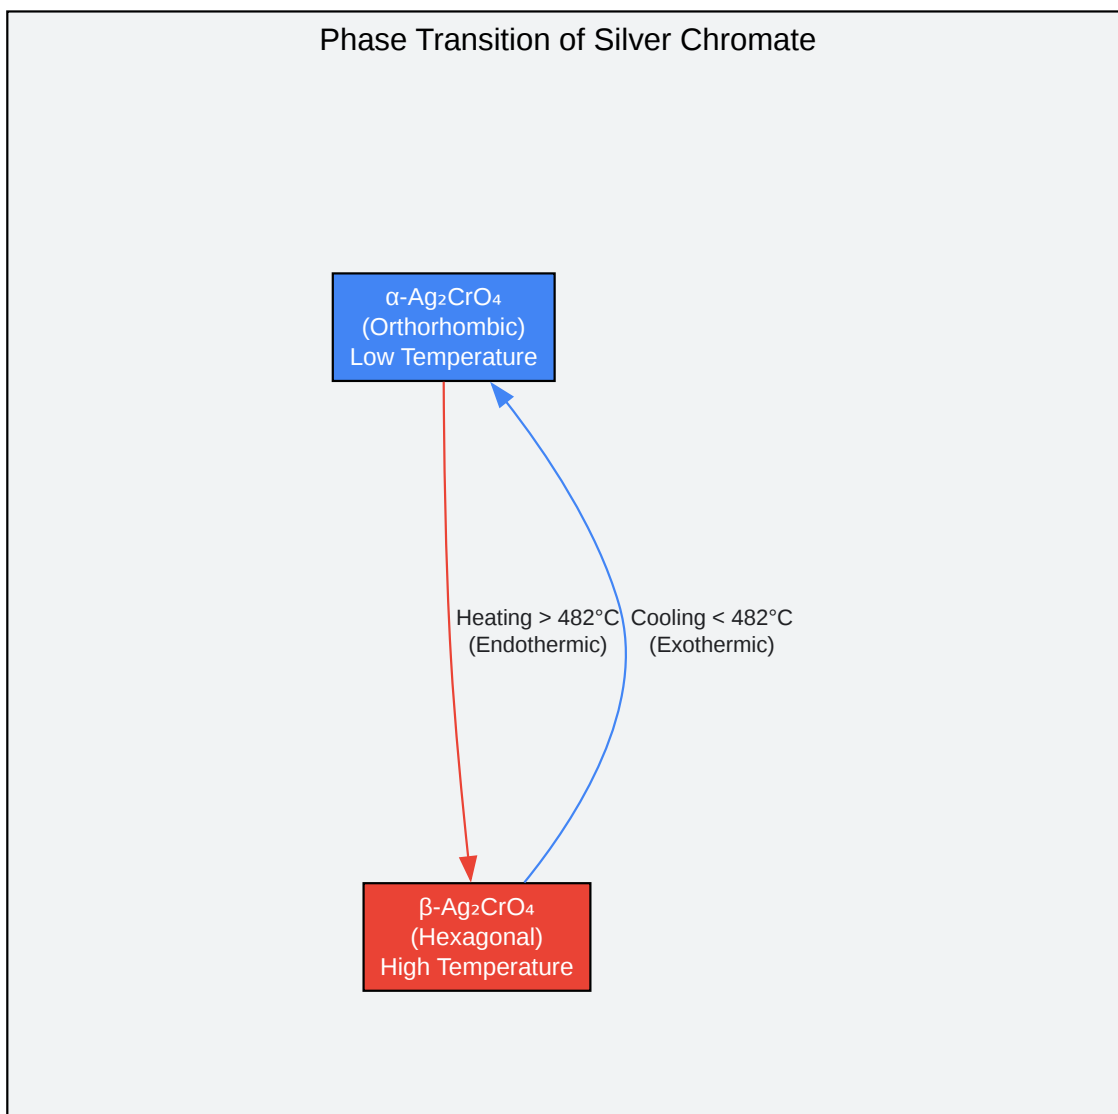 Phase Transition of Silver Chromate
α-Ag₂CrO₄
(Orthorhombic)
Low Temperature
Heating > 482°C
(Endothermic)
Cooling < 482°C
(Exothermic)
β-Ag₂CrO₄
(Hexagonal)
High Temperature